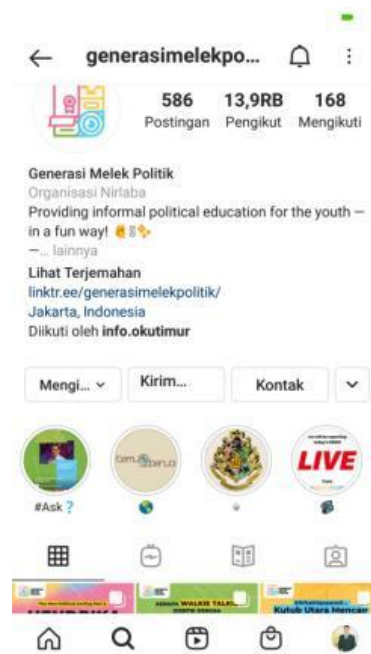 generasimelekpo...
586 13,9RB 168
Postingan Pengikut Mengikuti
Generasi Melek Politik
Organisasi Nirlaba
Providing informal political education for the youth —
in a fun way!
—... lainnya
Lihat Terjemahan
linktr.ee/generasimelekpolitik/
Jakarta, Indonesia
Diikuti oleh info.okutimur
Mengi... Kirim... Kontak
LIVE
#Ask
WALKIE TALKIE
Kutub Utara Mencair